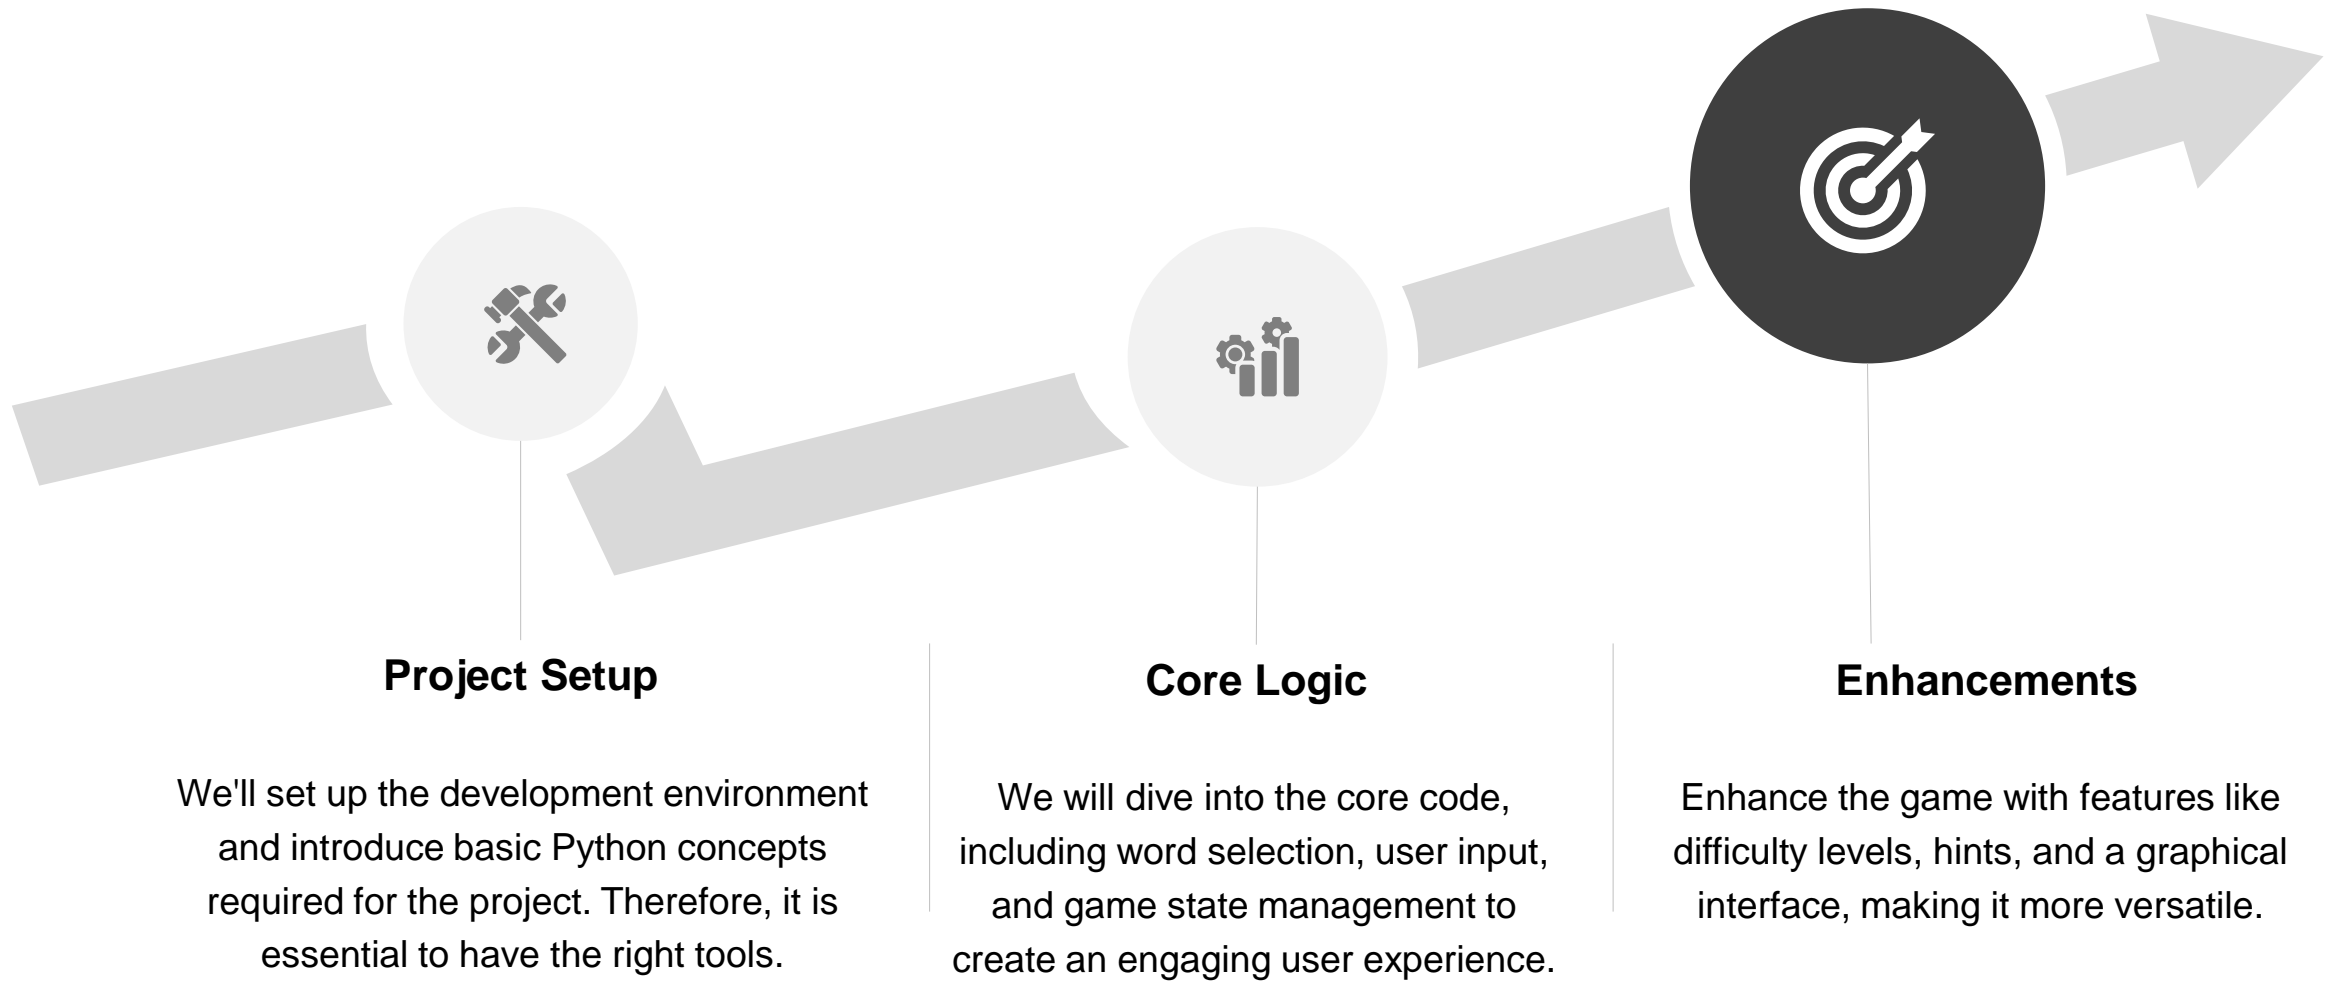 Project Setup
We'll set up the development environment
and introduce basic Python concepts
required for the project. Therefore, it is
essential to have the right tools.
Core Logic
We will dive into the core code,
including word selection, user input,
and game state management to
create an engaging user experience.
Enhancements
Enhance the game with features like
difficulty levels, hints, and a graphical
interface, making it more versatile.